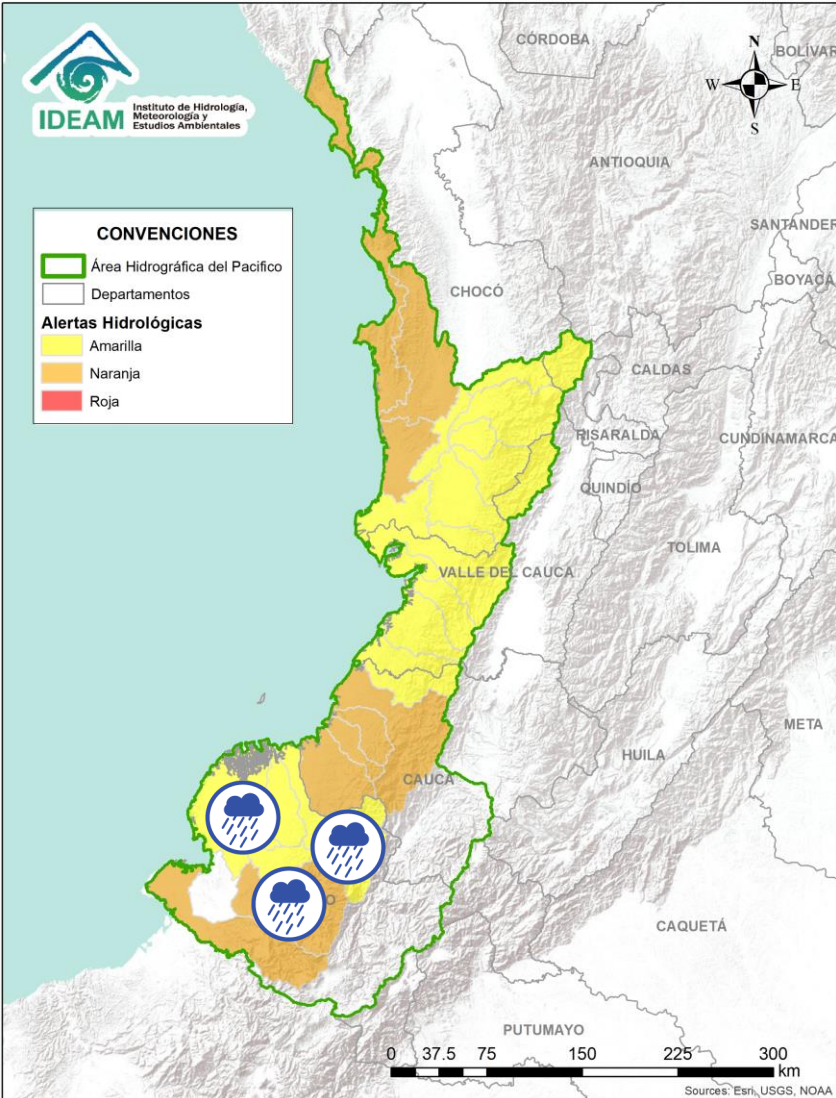 IDEAM
Instituto de Hidrología,
Meteorología y
Estudios Ambientales
N
W
E
S
CÓRDOBA
BOLÍVAR
ANTIOQUIA
SANTANDER
BOYACÁ
CONVENCIONES
Área Hidrográfica del Pacifico
Departamentos
Alertas Hidrológicas
Amarilla
Naranja
Roja
CHOCÓ
CALDAS
RISARALDA
CUNDINAMARCA
QUINDÍO
TOLIMA
VALLE DEL CAUCA
META
HUILA
CAUCA
O
CAQUETÁ
PUTUMAYO
0 37.5 75 150 225 300
km
Sources: Esri, USGS, NOAA